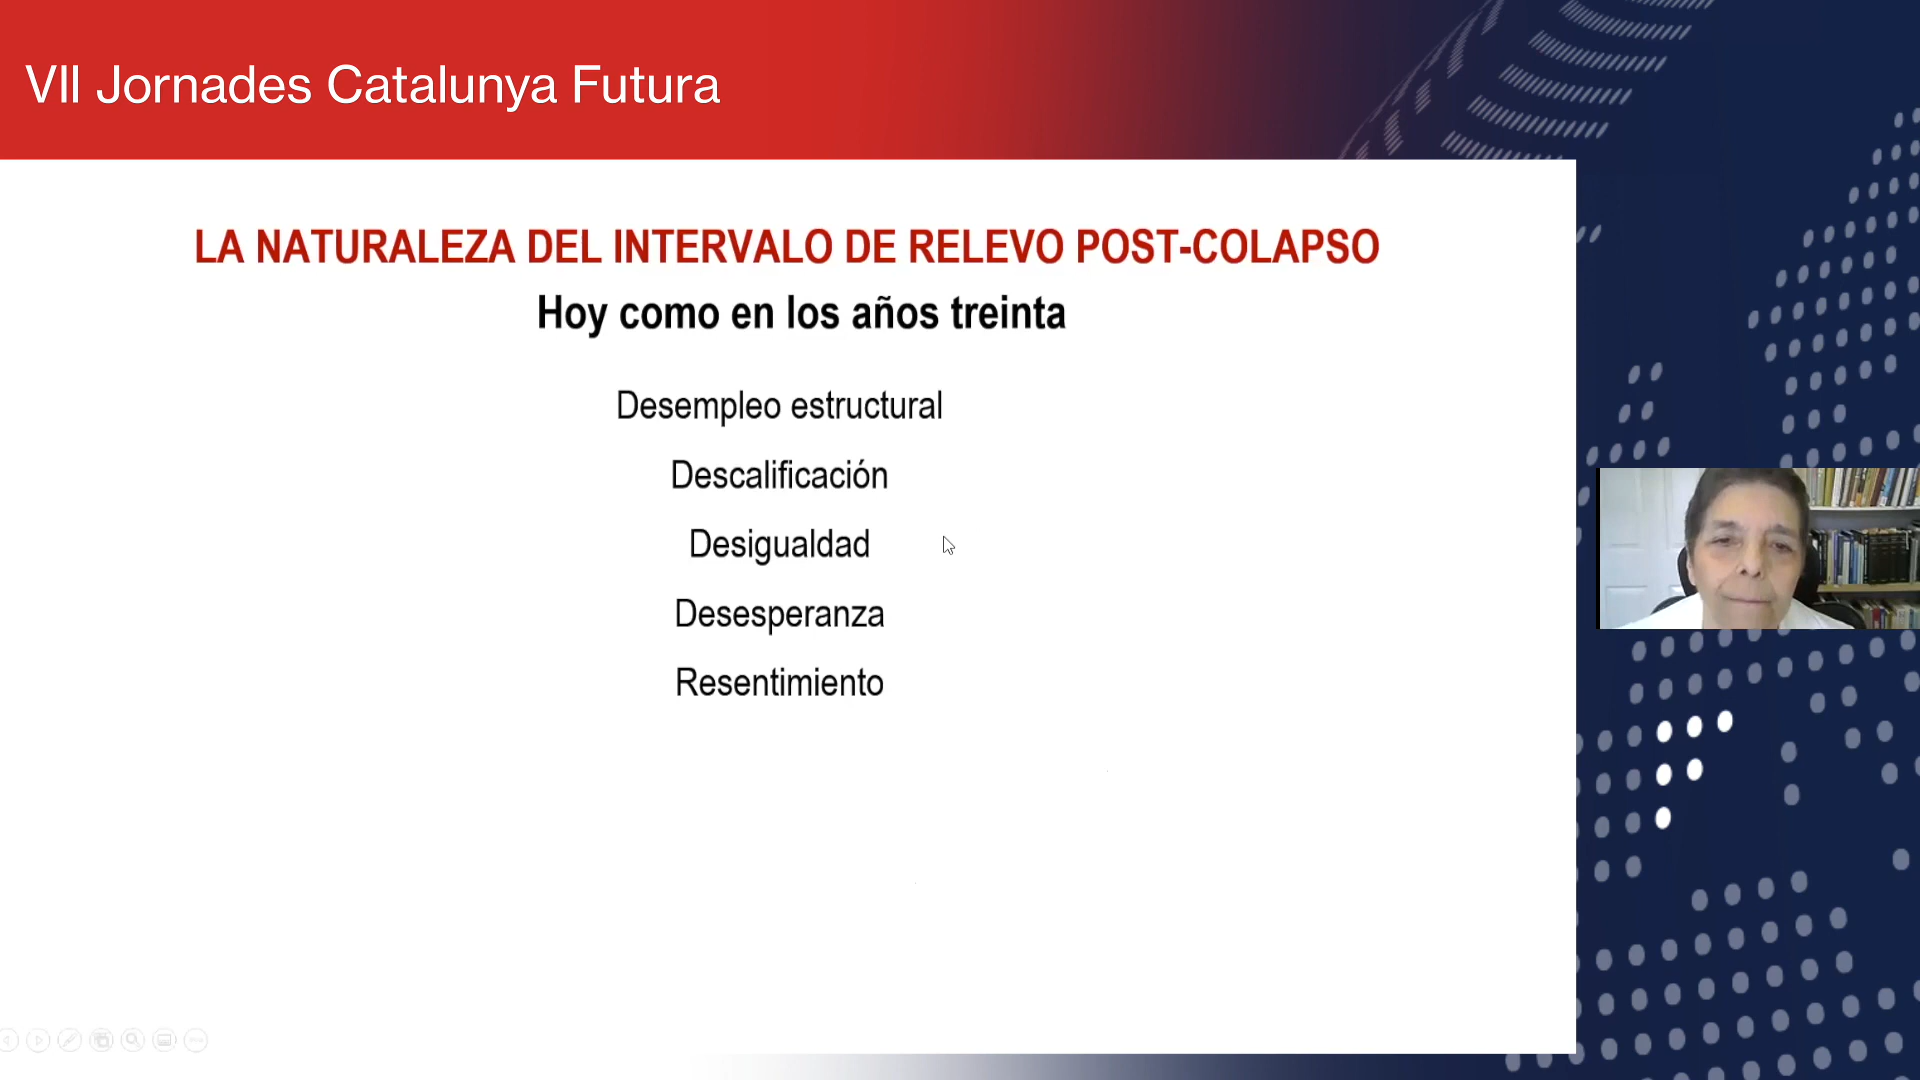 VII Jornades Catalunya Futura
LA NATURALEZA DEL INTERVALO DE RELEVO POST-COLAPSO
Hoy como en los años treinta
Desempleo estructural
Descalificación
Desigualdad
Desesperanza
Resentimiento